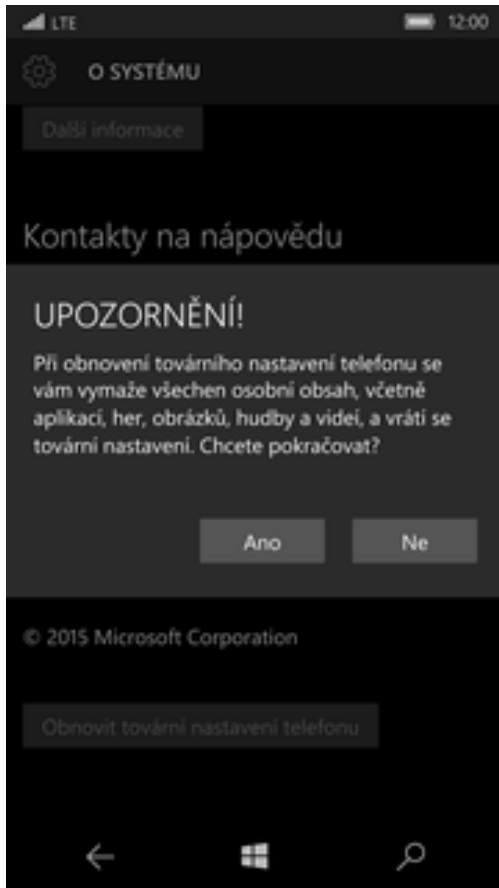 LTE 12:00
O SYSTÉMU
Další informace
Kontakty na nápovědu
UPOZORNĚNÍ!
Při obnovení továrního nastavení telefonu se
vám vymaže všechen osobní obsah, včetně
aplikací, her, obrázků, hudby a videí, a vrátí se
tovární nastavení. Chcete pokračovat?
Ano Ne
© 2015 Microsoft Corporation
Obnovit tovární nastavení telefonu